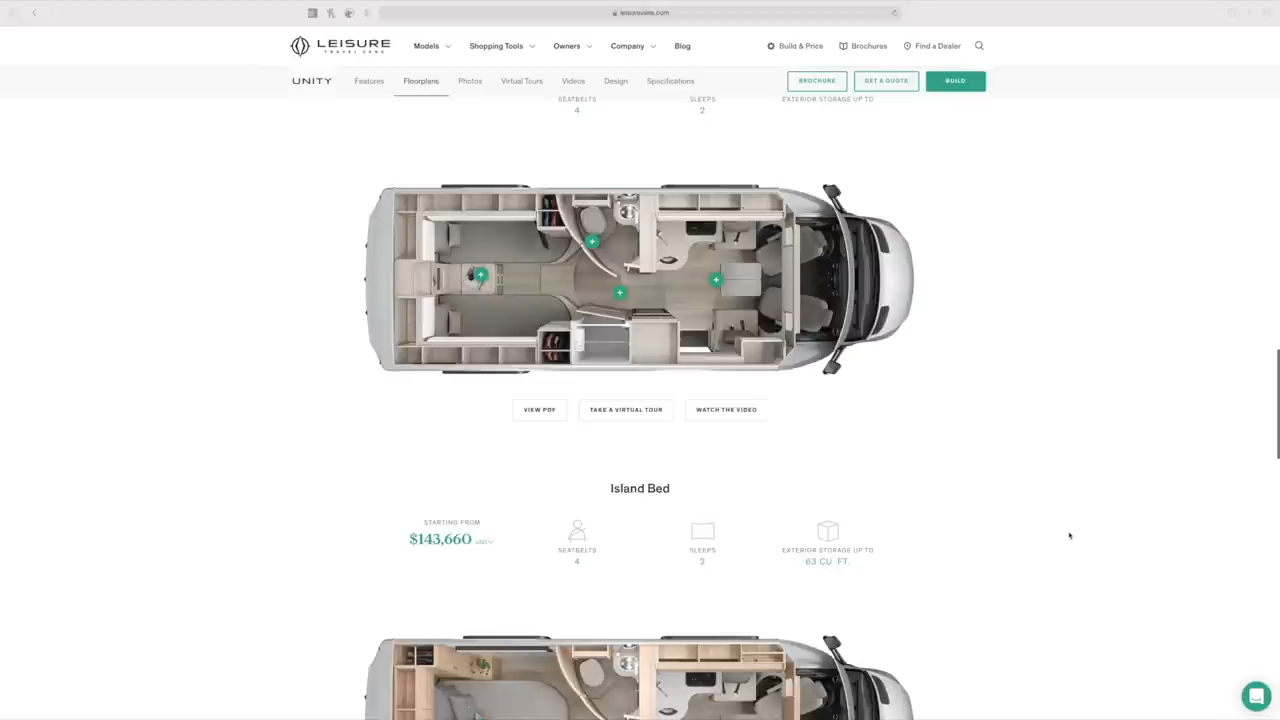 leisurevans.com
LEISURE
TRAVEL VANS
Models
Shopping Tools
Owners
Company
Blog
Build & Price
Brochures
Find a Dealer
UNITY
Features
Floorplans
Photos
Virtual Tours
Videos
Design
Specifications
BROCHURE
GET A QUOTE
BUILD
SEATBELTS
4
SLEEPS
2
EXTERIOR STORAGE UP TO
VIEW PDF
TAKE A VIRTUAL TOUR
WATCH THE VIDEO
Island Bed
STARTING FROM
$143,660 USD
SEATBELTS
4
SLEEPS
2
EXTERIOR STORAGE UP TO
63 CU. FT.